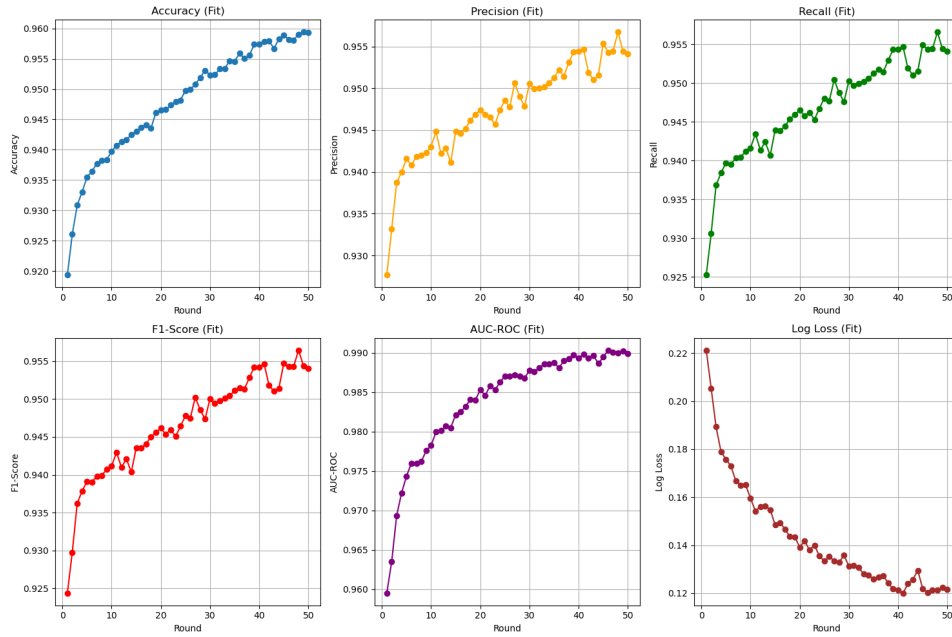 Accuracy (Fit)
Accuracy
0.960
0.955
0.950
0.945
0.940
0.935
0.930
0.925
0.920
0 10 20 30 40 50
Round
Precision (Fit)
Precision
0.955
0.950
0.945
0.940
0.935
0.930
0 10 20 30 40 50
Round
Recall (Fit)
Recall
0.955
0.950
0.945
0.940
0.935
0.930
0.925
0 10 20 30 40 50
Round
F1-Score (Fit)
F1-Score
0.955
0.950
0.945
0.940
0.935
0.930
0.925
0 10 20 30 40 50
Round
AUC-ROC (Fit)
AUC-ROC
0.990
0.985
0.980
0.975
0.970
0.965
0.960
0 10 20 30 40 50
Round
Log Loss (Fit)
Log Loss
0.22
0.20
0.18
0.16
0.14
0.12
0 10 20 30 40 50
Round